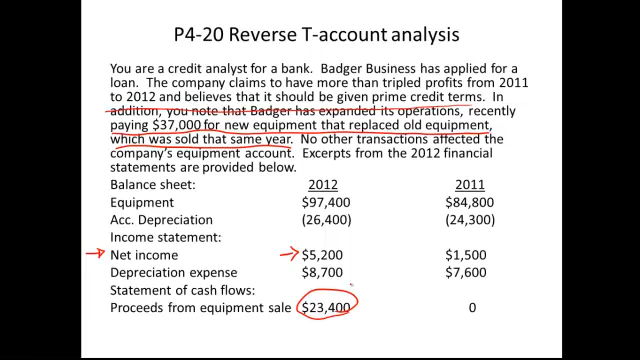 P4-20 Reverse T-account analysis
You are a credit analyst for a bank. Badger Business has applied for a
loan. The company claims to have more than tripled profits from 2011
to 2012 and believes that it should be given prime credit terms. In
addition, you note that Badger has expanded its operations, recently
paying $37,000 for new equipment that replaced old equipment,
which was sold that same year. No other transactions affected the
company's equipment account. Excerpts from the 2012 financial
statements are provided below.
Balance sheet: 2012 2011
Equipment $97,400 $84,800
Acc. Depreciation (26,400) (24,300)
Income statement:
Net income $5,200 $1,500
Depreciation expense $8,700 $7,600
Statement of cash flows:
Proceeds from equipment sale $23,400 0